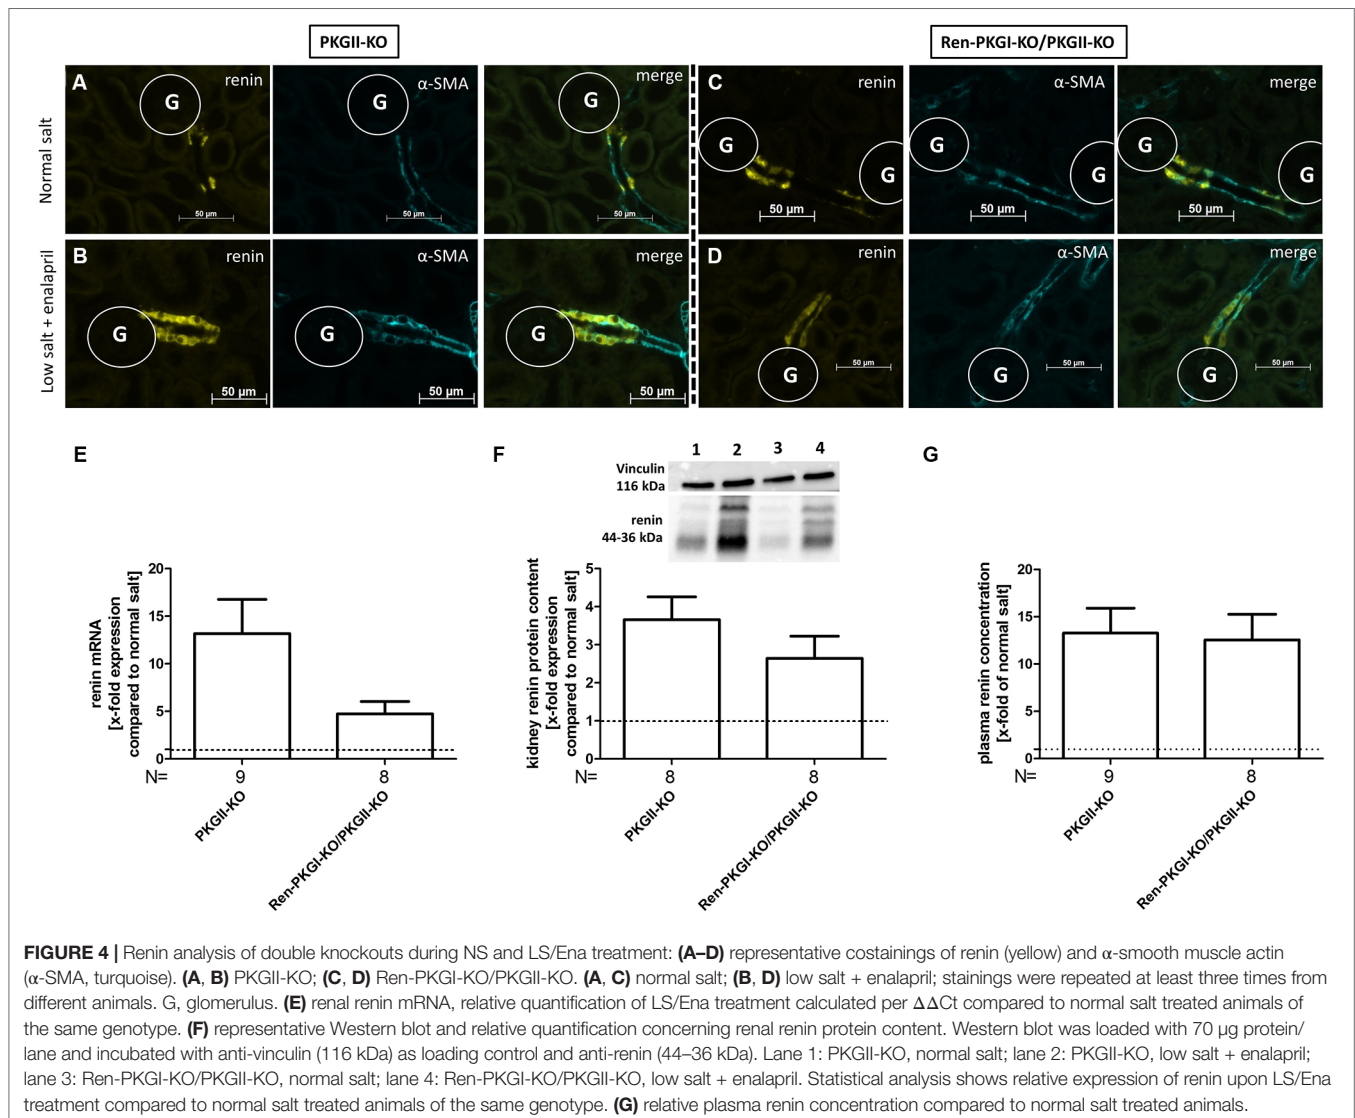 PKGII-KO
Ren-PKGI-KO/PKGII-KO
Normal salt
A
renin
G
α-SMA
G
merge
G
C
renin
G
G
α-SMA
G
G
merge
G
G
50 µm
50 µm
50 µm
50 µm
50 µm
50 µm
Low salt + enalapril
B
renin
G
α-SMA
G
merge
G
D
renin
G
α-SMA
G
merge
G
50 µm
50 µm
50 µm
50 µm
50 µm
50 µm
E
renin mRNA
[x-fold expression
compared to normal salt]
20
15
10
5
0
N=
9
8
PKGII-KO
Ren-PKGI-KO/PKGII-KO
F
1 2 3 4
Vinculin
116 kDa
renin
44-36 kDa
kidney renin protein content
[x-fold expression
compared to normal salt]
5
4
3
2
1
0
N=
8
8
PKGII-KO
Ren-PKGI-KO/PKGII-KO
G
plasma renin concentration
[x-fold of normal salt]
20
15
10
5
0
N=
9
8
PKGII-KO
Ren-PKGI-KO/PKGII-KO
FIGURE 4 | Renin analysis of double knockouts during NS and LS/Ena treatment: (A–D) representative costainings of renin (yellow) and α-smooth muscle actin
(α-SMA, turquoise). (A, B) PKGII-KO; (C, D) Ren-PKGI-KO/PKGII-KO. (A, C) normal salt; (B, D) low salt + enalapril; stainings were repeated at least three times from
different animals. G, glomerulus. (E) renal renin mRNA, relative quantification of LS/Ena treatment calculated per ΔΔCt compared to normal salt treated animals of
the same genotype. (F) representative Western blot and relative quantification concerning renal renin protein content. Western blot was loaded with 70 µg protein/
lane and incubated with anti-vinculin (116 kDa) as loading control and anti-renin (44–36 kDa). Lane 1: PKGII-KO, normal salt; lane 2: PKGII-KO, low salt + enalapril;
lane 3: Ren-PKGI-KO/PKGII-KO, normal salt; lane 4: Ren-PKGI-KO/PKGII-KO, low salt + enalapril. Statistical analysis shows relative expression of renin upon LS/Ena
treatment compared to normal salt treated animals of the same genotype. (G) relative plasma renin concentration compared to normal salt treated animals.